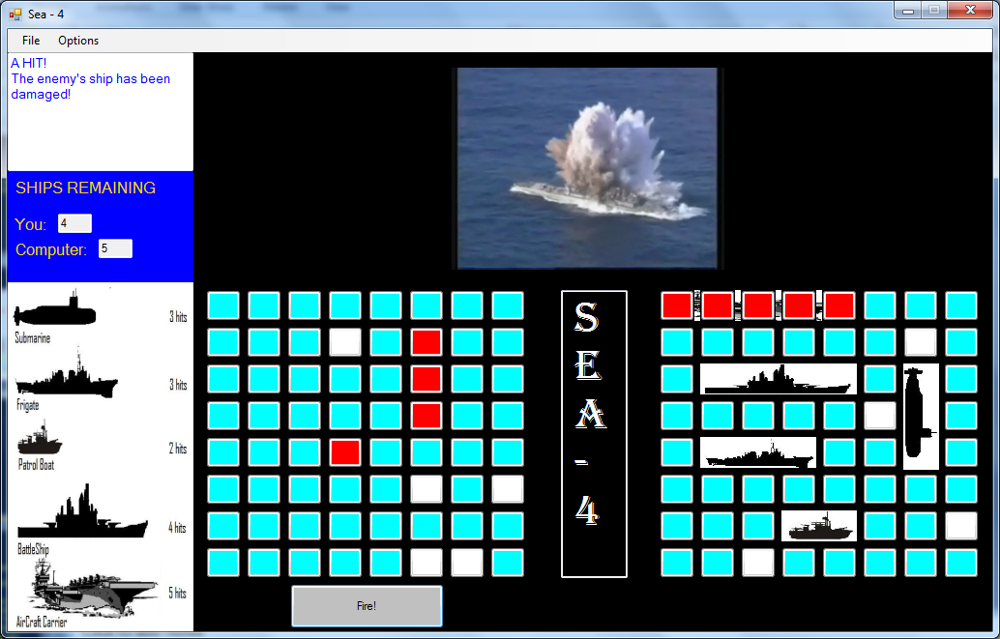 Sea - 4
File Options
A HIT!
The enemy's ship has been
damaged!
SHIPS REMAINING
You: 4
Computer: 5
3 hits
Submarine
3 hits
Frigate
2 hits
Patrol Boat
4 hits
BattleShip
5 hits
AirCraft Carrier
S
E
A
-
4
Fire!